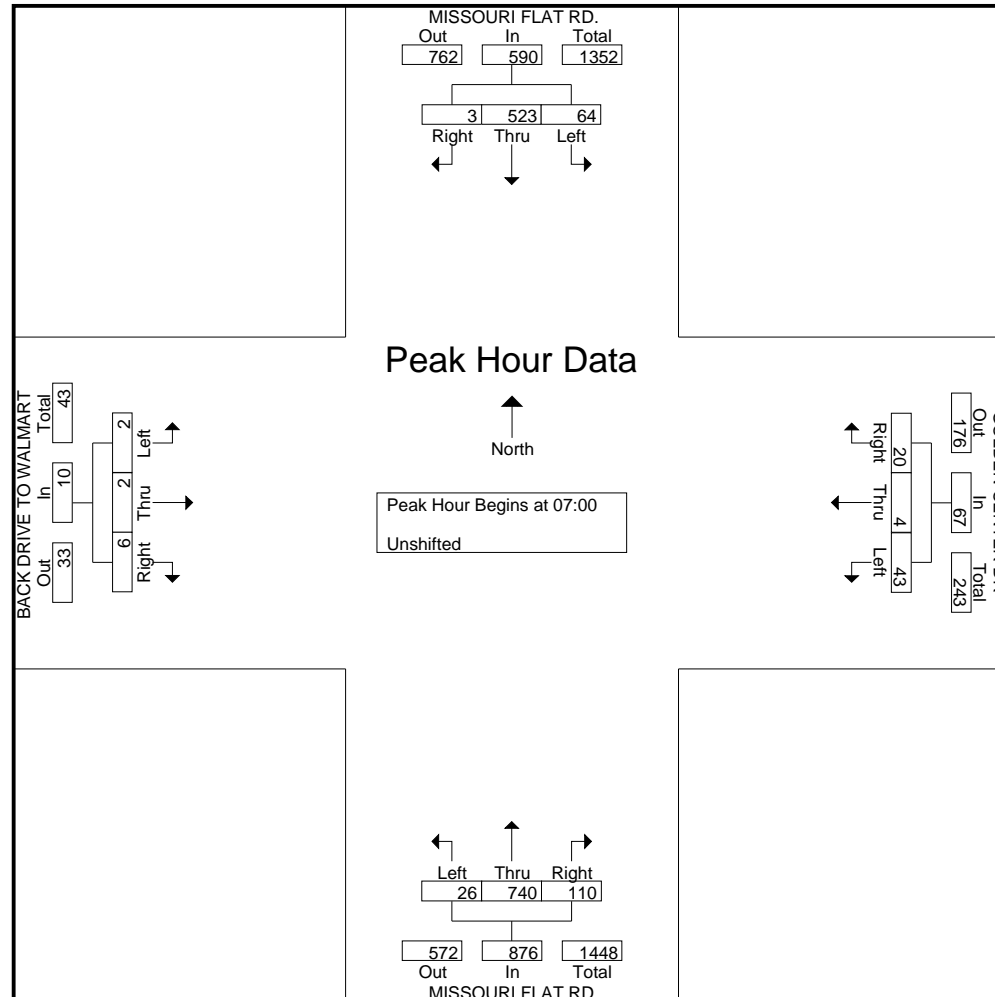 MISSOURI FLAT RD.
Out In Total
762 590 1352
3 523 64
Right Thru Left
Peak Hour Data
North
Peak Hour Begins at 07:00
Unshifted
BACK DRIVE TO WALMART
Out In Total
33 10 43
Right Thru Left
6 2 2
Right Thru Left
20 4 43
Out In Total
176 67 243
Left Thru Right
26 740 110
572 876 1448
Out In Total
MISSOURI FLAT RD